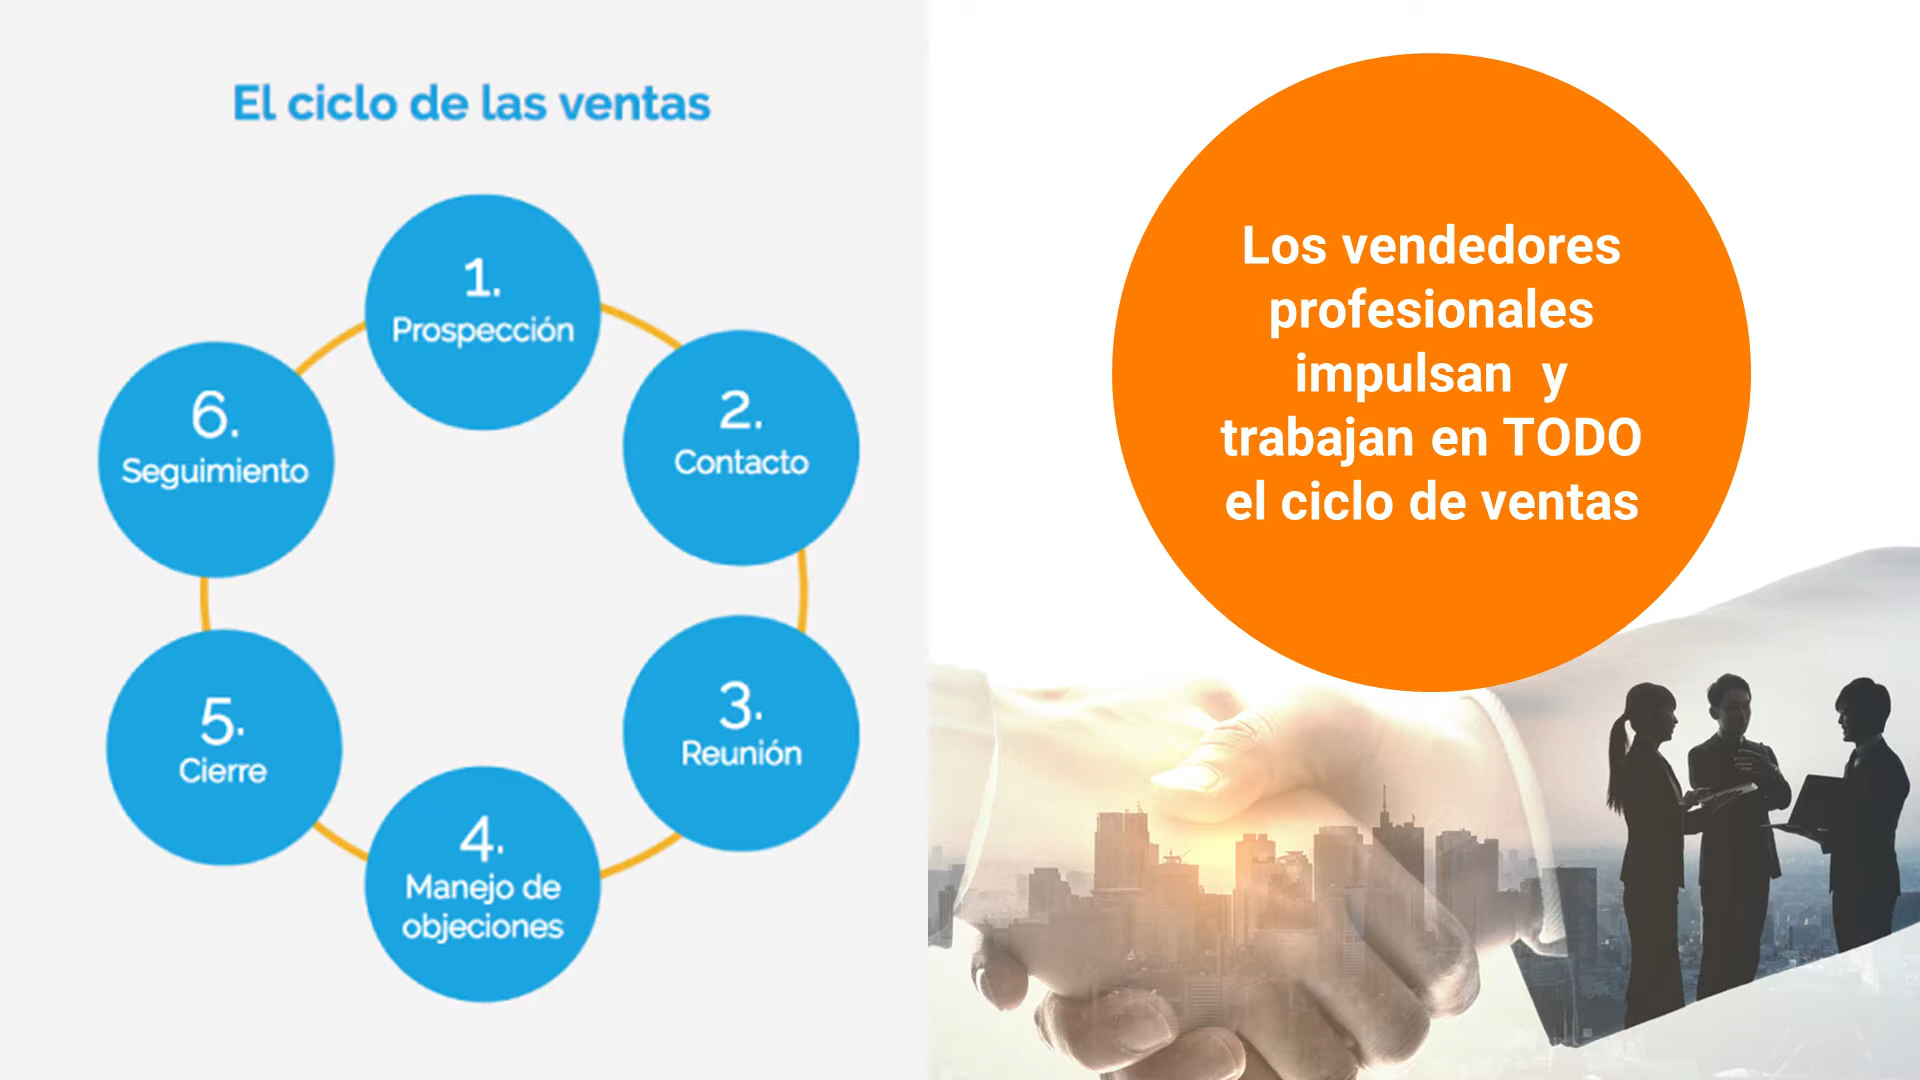 El ciclo de las ventas
1.
Prospección
2.
Contacto
3.
Reunión
4.
Manejo de
objeciones
5.
Cierre
6.
Seguimiento
Los vendedores
profesionales
impulsan  y
trabajan en TODO
el ciclo de ventas